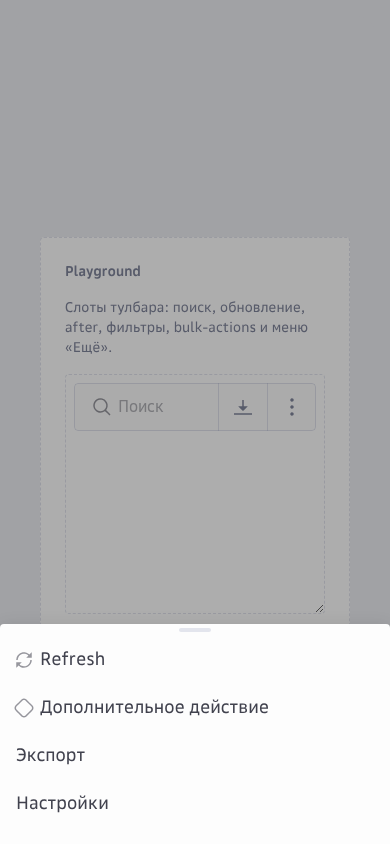 Playground
Слоты тулбара: поиск, обновление,
after, фильтры, bulk-actions и меню
«Ещё».
Поиск
Refresh
Дополнительное действие
Экспорт
Настройки